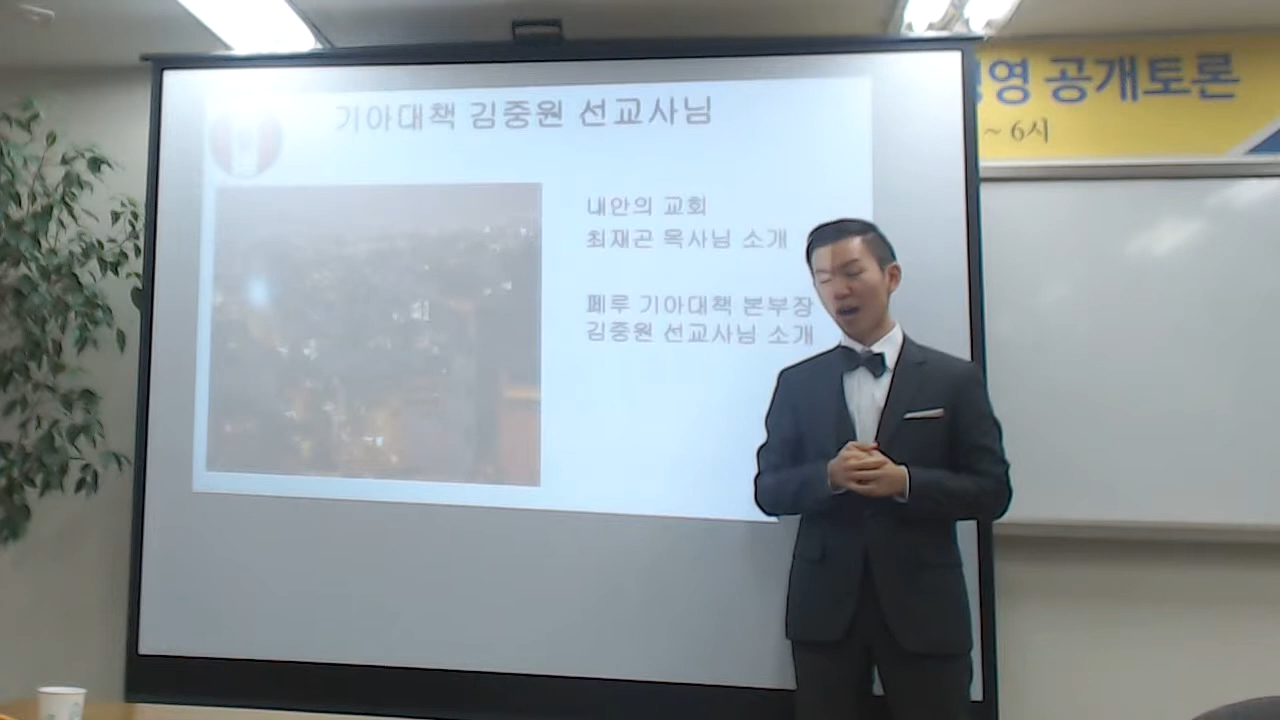 기아대책 김중원 선교사님
내안의 교회
최재곤 목사님 소개
페루 기아대책 본부장
김중원 선교사님 소개
영 공개토론
~ 6시